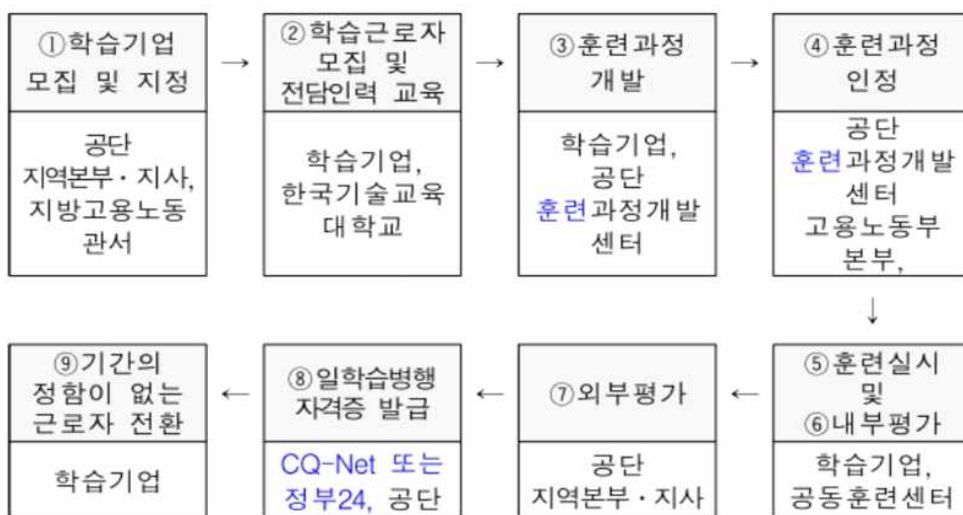 ①학습기업
모집 및 지정
→
②학습근로자
모집 및
전담인력 교육
→
③훈련과정
개발
→
④훈련과정
인정
공단
지역본부·지사,
지방고용노동
관서
학습기업,
한국기술교육
대학교
학습기업,
공단
훈련과정개발
센터
공단
훈련과정개발
센터
고용노동부
본부,
↓
⑨기간의
정함이 없는
근로자 전환
←
⑧일학습병행
자격증 발급
←
⑦외부평가
←
⑤훈련실시
및
⑥내부평가
학습기업
CQ-Net 또는
정부24, 공단
공단
지역본부·지사
학습기업,
공동훈련센터